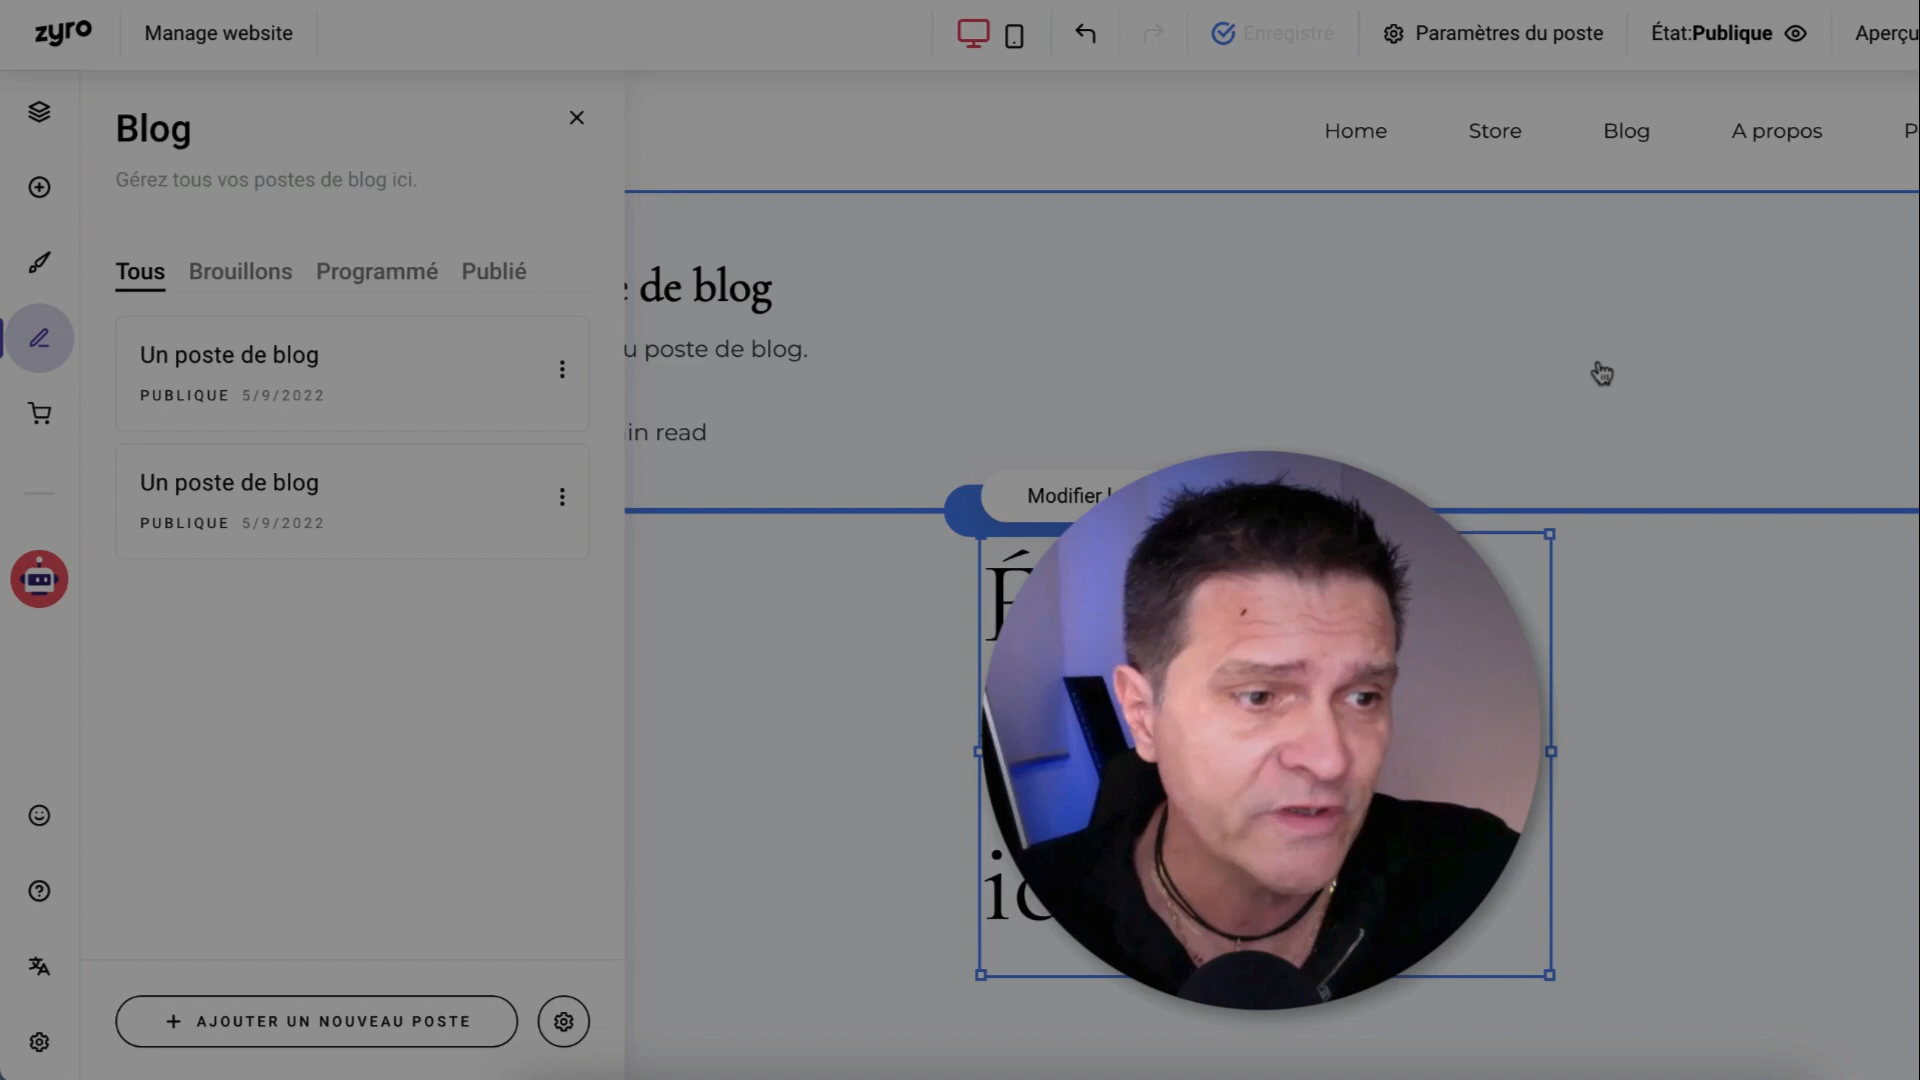 zyro
Manage website
Enregistré
Paramètres du poste
État:Publique
Aperçu
Blog
Gérez tous vos postes de blog ici.
Tous
Brouillons
Programmé
Publié
Un poste de blog
PUBLIQUE 5/9/2022
Un poste de blog
PUBLIQUE 5/9/2022
+ AJOUTER UN NOUVEAU POSTE
Home
Store
Blog
A propos
P
de blog
u poste de blog.
in read
Modifier